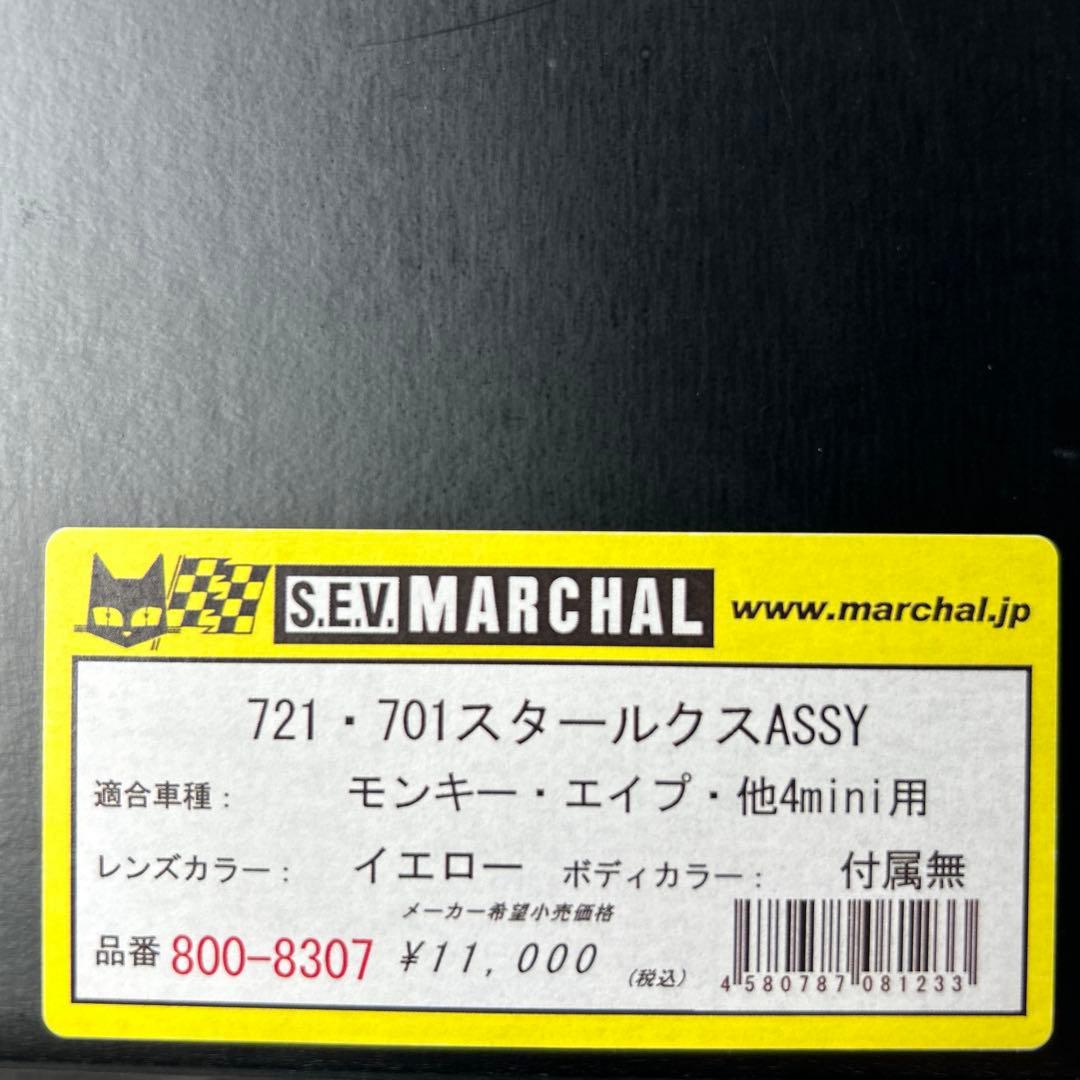 S.E.V. MARCHAL www.marchal.jp
721・701スタールクスASSY
適合車種: モンキー・エイプ・他4mini用
レンズカラー: イエロー ボディカラー: 付属無
メーカー希望小売価格
品番 800-8307 ¥11,000 (税込)
4 580787 081233